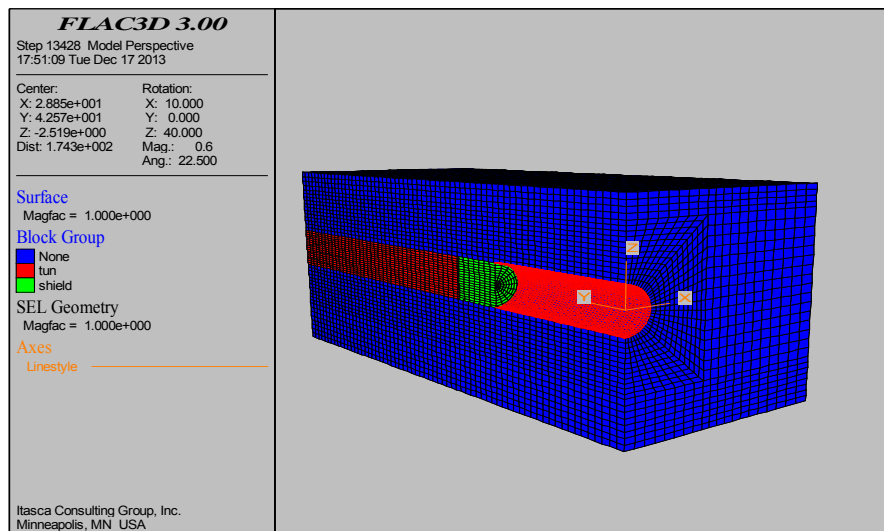 FLAC3D 3.00
Step 13428 Model Perspective
17:51:09 Tue Dec 17 2013
Center:
X: 2.885e+001
Y: 4.257e+001
Z: -2.519e+000
Dist: 1.743e+002
Rotation:
X: 10.000
Y: 0.000
Z: 40.000
Mag.: 0.6
Ang.: 22.500
Surface
Magfac = 1.000e+000
Block Group
None
tun
shield
SEL Geometry
Magfac = 1.000e+000
Axes
Linestyle
Itasca Consulting Group, Inc.
Minneapolis, MN USA
Z
Y
X